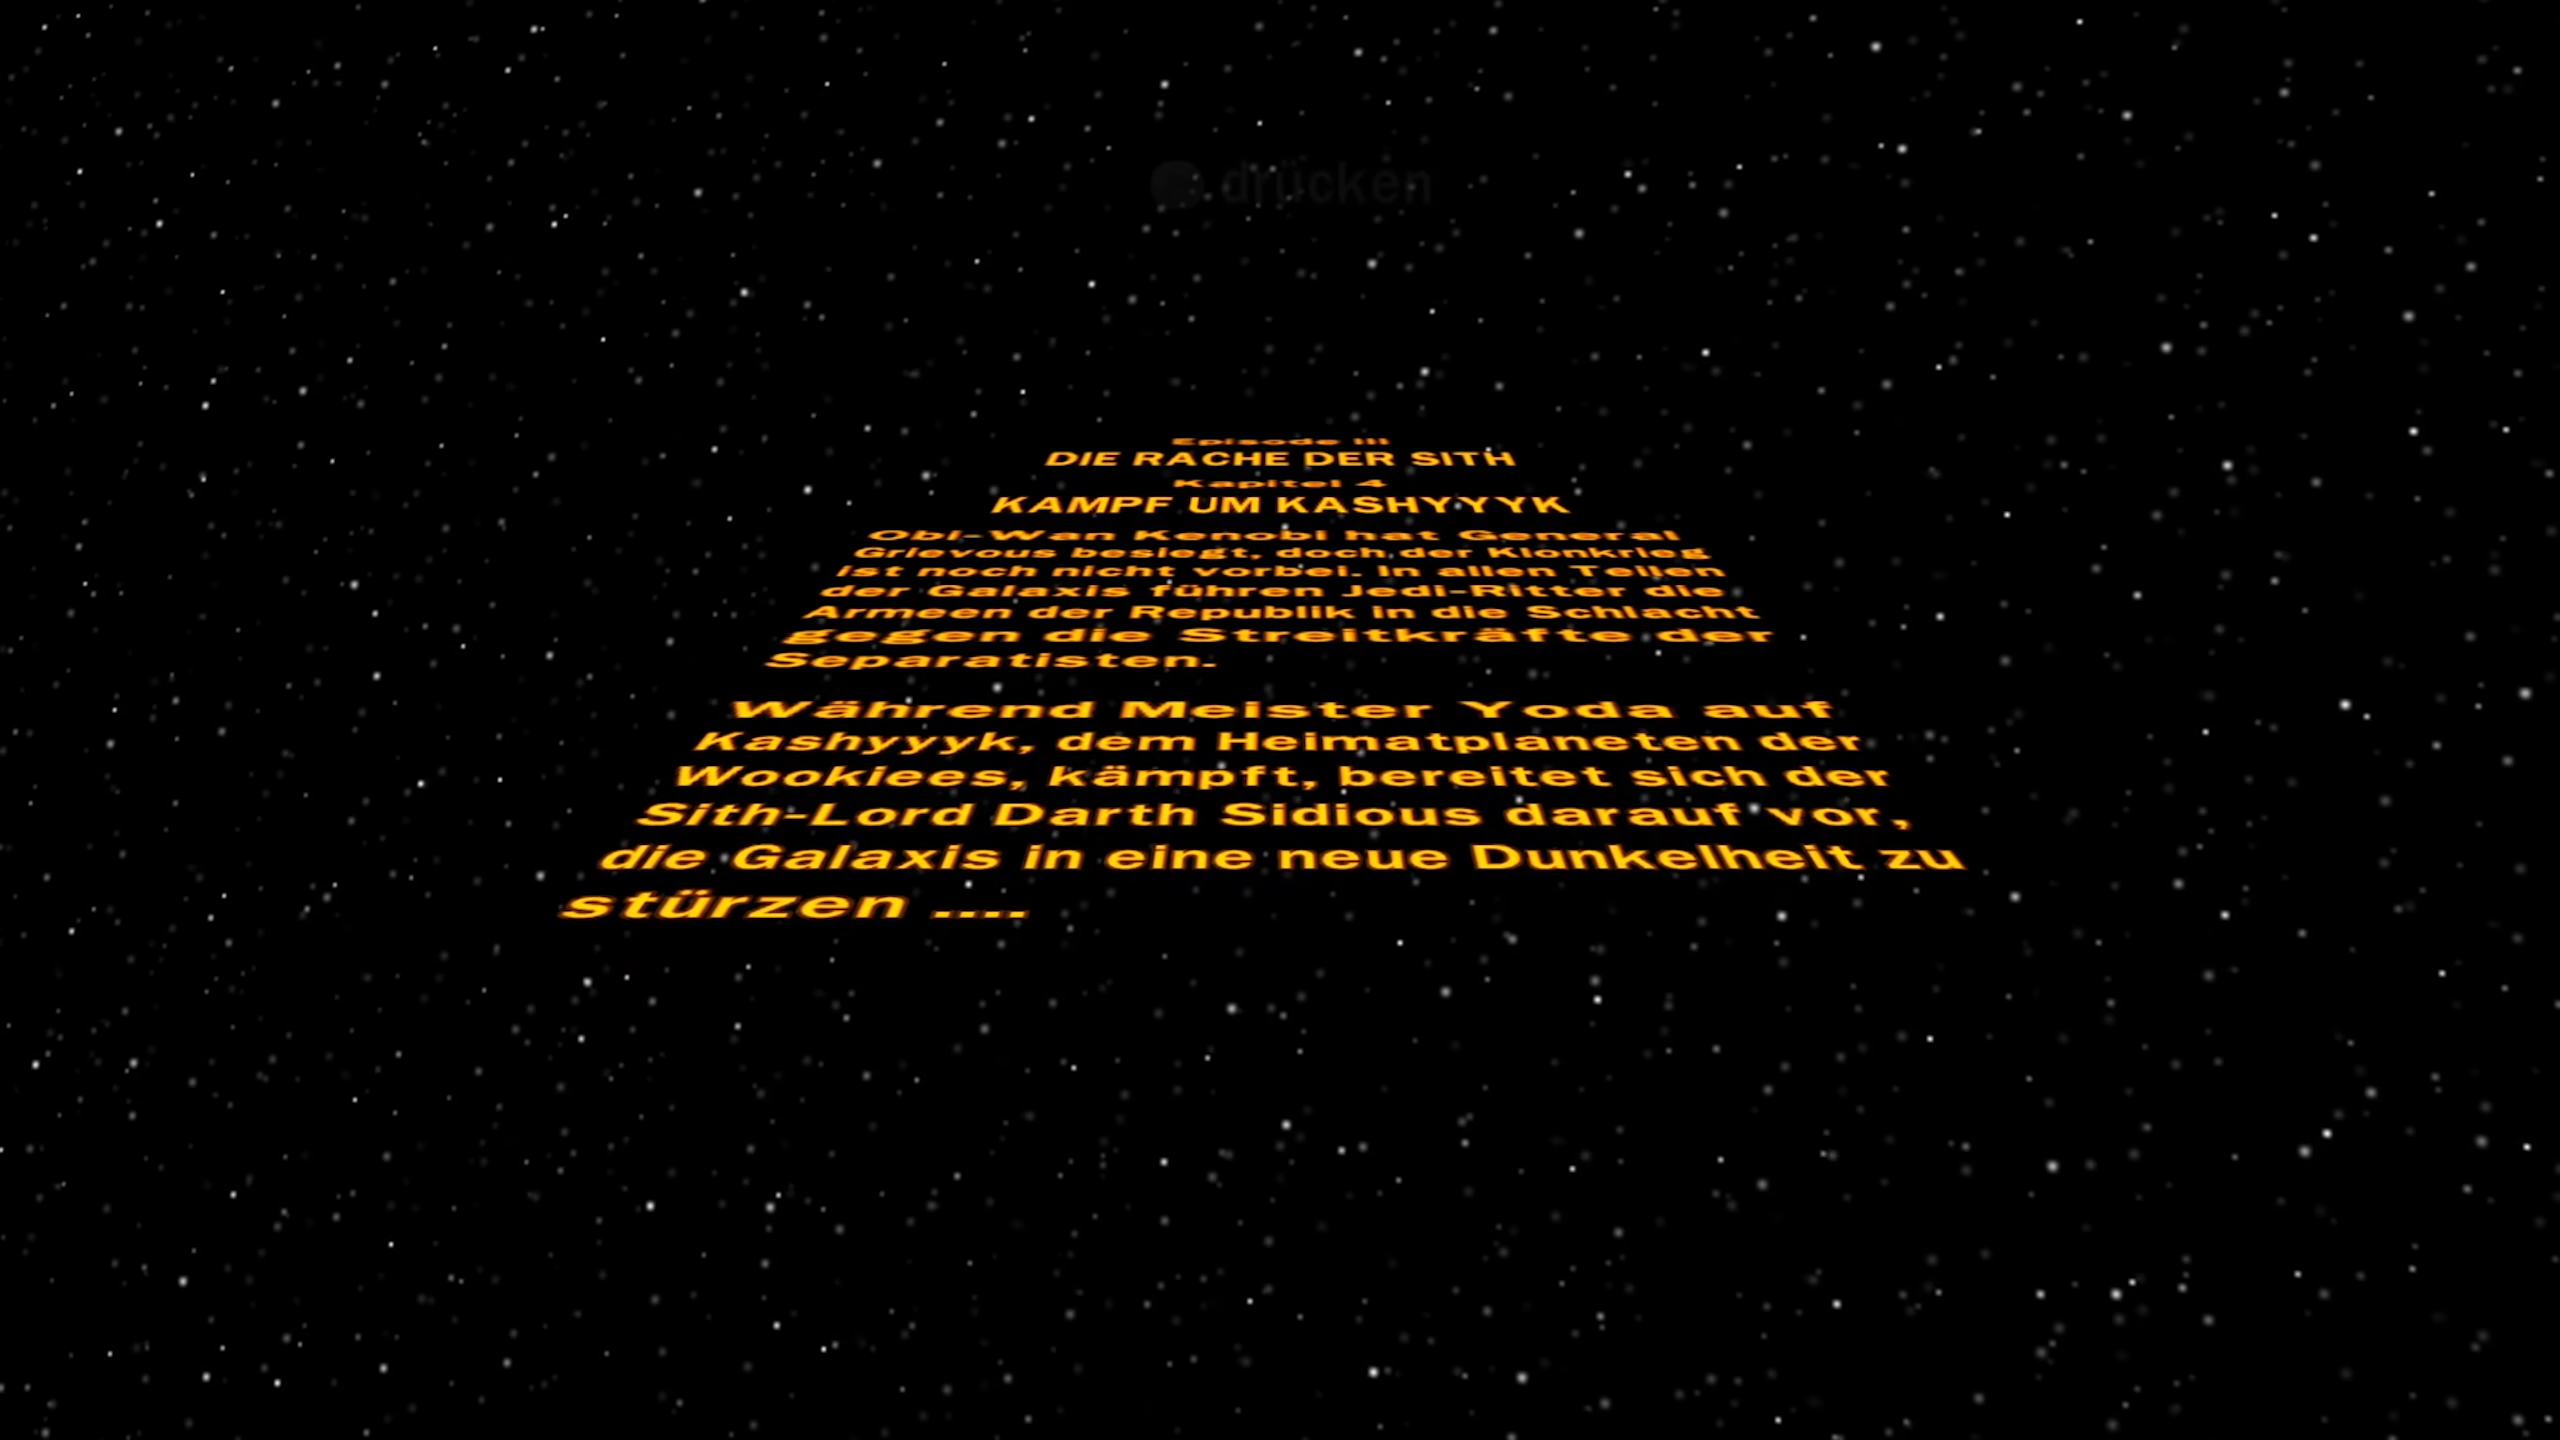 drücken
Episode III
DIE RACHE DER SITH
Kapitel 4
KAMPF UM KASHYYYK
Obi-Wan Kenobi hat General
Grievous besiegt, doch der Klonkrieg
ist noch nicht vorbei. In allen Teilen
der Galaxis führen Jedi-Ritter die
Armeen der Republik in die Schlacht
gegen die Streitkräfte der
Separatisten.
Während Meister Yoda auf
Kashyyyk, dem Heimatplaneten der
Wookiees, kämpft, bereitet sich der
Sith-Lord Darth Sidious darauf vor,
die Galaxis in eine neue Dunkelheit zu
stürzen ....